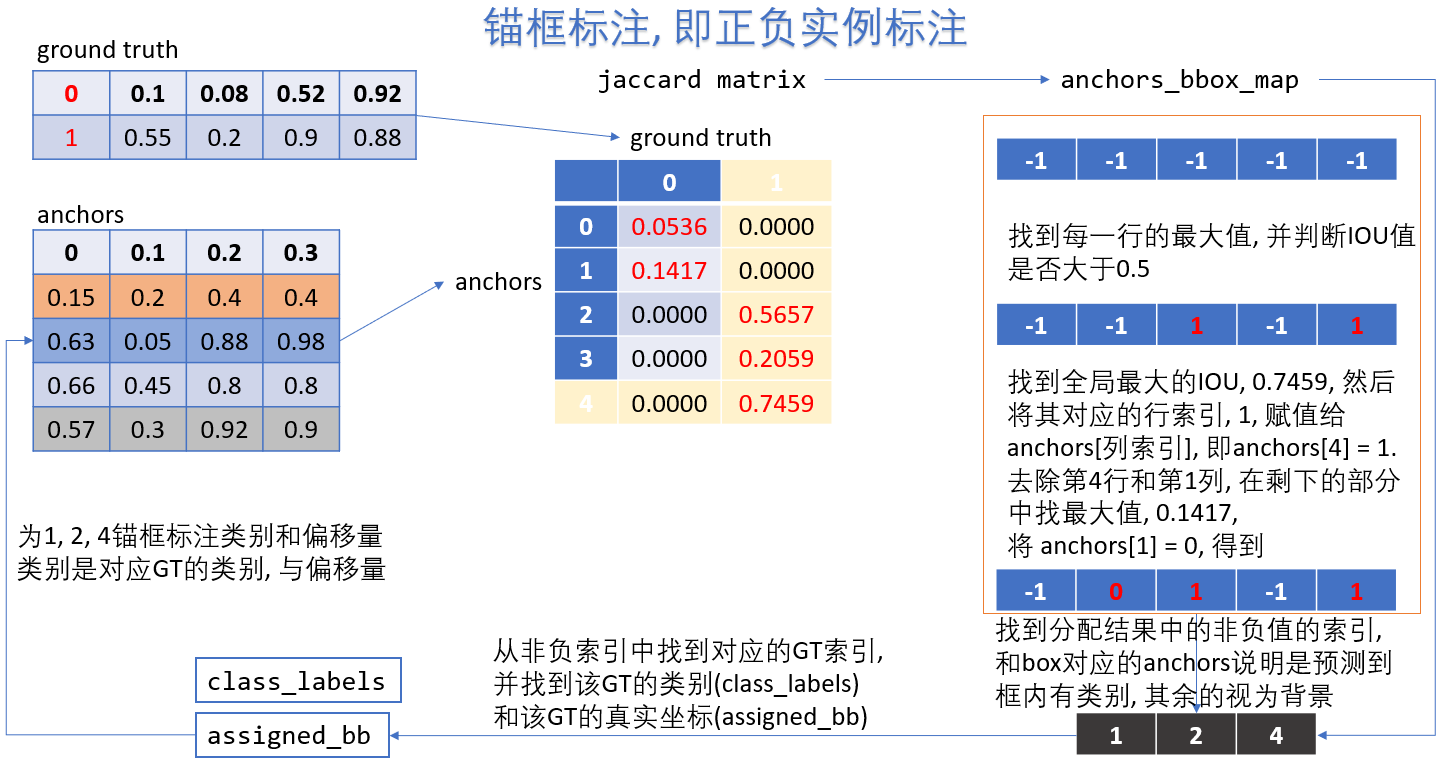 锚框标注, 即正负实例标注
ground truth
0 0.1 0.08 0.52 0.92
1 0.55 0.2 0.9 0.88
anchors
0 0.1 0.2 0.3
0.15 0.2 0.4 0.4
0.63 0.05 0.88 0.98
0.66 0.45 0.8 0.8
0.57 0.3 0.92 0.9
jaccard matrix
ground truth
anchors
0 1
0 0.0536 0.0000
1 0.1417 0.0000
2 0.0000 0.5657
3 0.0000 0.2059
4 0.0000 0.7459
anchors_bbox_map
-1 -1 -1 -1 -1
找到每一行的最大值, 并判断IOU值
是否大于0.5
-1 -1 1 -1 1
找到全局最大的IOU, 0.7459, 然后
将其对应的行索引, 1, 赋值给
anchors[列索引], 即anchors[4] = 1.
去除第4行和第1列, 在剩下的部分
中找最大值, 0.1417,
将 anchors[1] = 0, 得到
-1 0 1 -1 1
找到分配结果中的非负值的索引,
和box对应的anchors说明是预测到
框内有类别, 其余的视为背景
1 2 4
从非负索引中找到对应的GT索引,
并找到该GT的类别(class_labels)
和该GT的真实坐标(assigned_bb)
class_labels
assigned_bb
为1, 2, 4锚框标注类别和偏移量
类别是对应GT的类别, 与偏移量